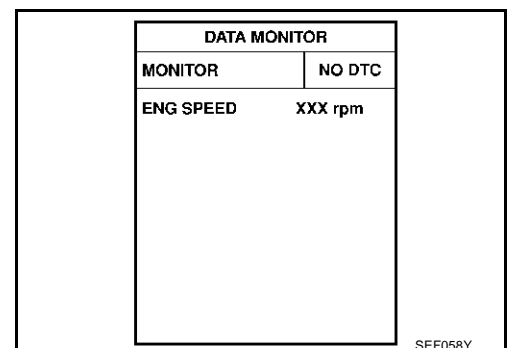 DATA MONITOR
MONITOR NO DTC
ENG SPEED XXX rpm
SEF058Y